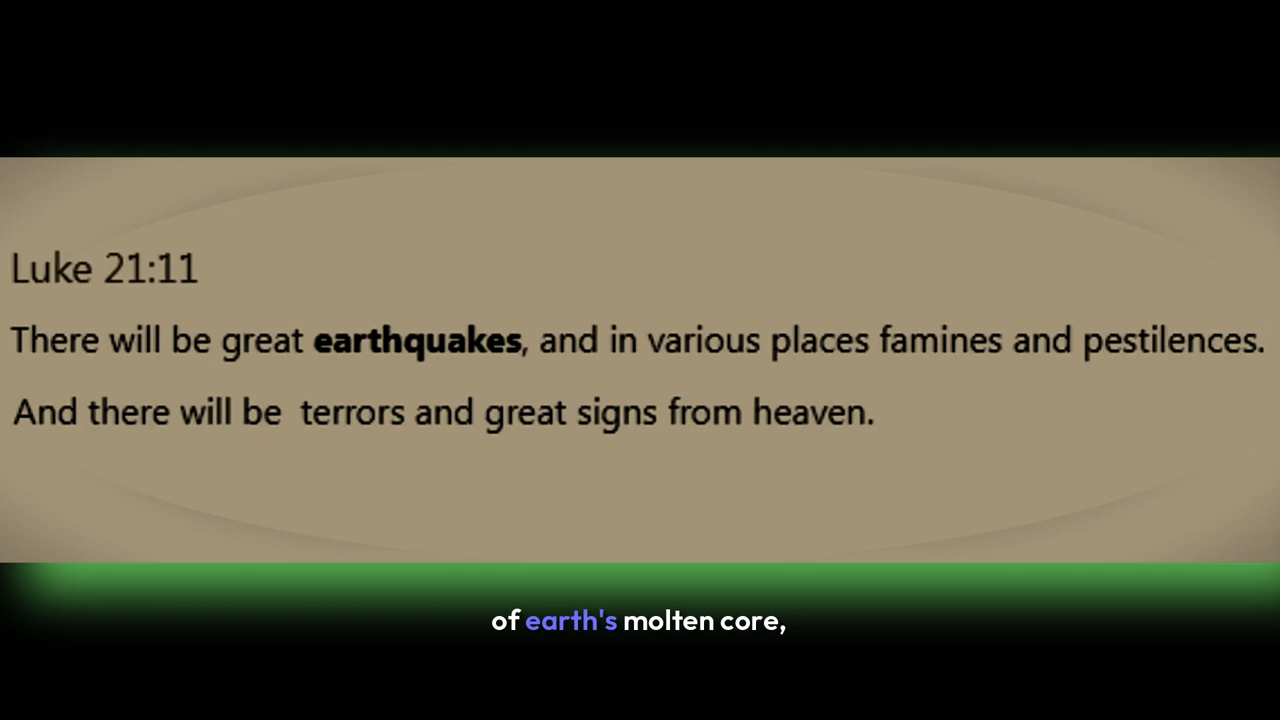 Luke 21:11
There will be great earthquakes, and in various places famines and pestilences.
And there will be terrors and great signs from heaven.
of earth's molten core,